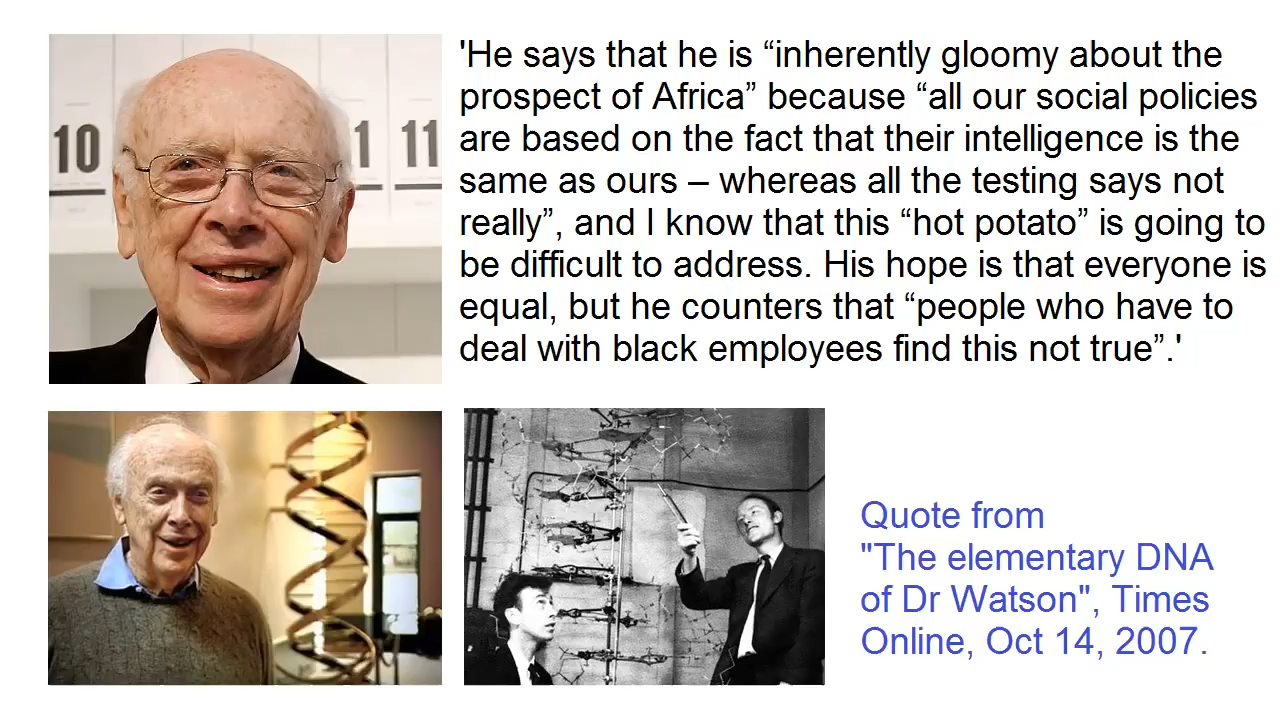 'He says that he is “inherently gloomy about the
prospect of Africa” because “all our social policies
are based on the fact that their intelligence is the
same as ours – whereas all the testing says not
really”, and I know that this “hot potato” is going to
be difficult to address. His hope is that everyone is
equal, but he counters that “people who have to
deal with black employees find this not true”.'
10
1
11
Quote from
"The elementary DNA
of Dr Watson", Times
Online, Oct 14, 2007.